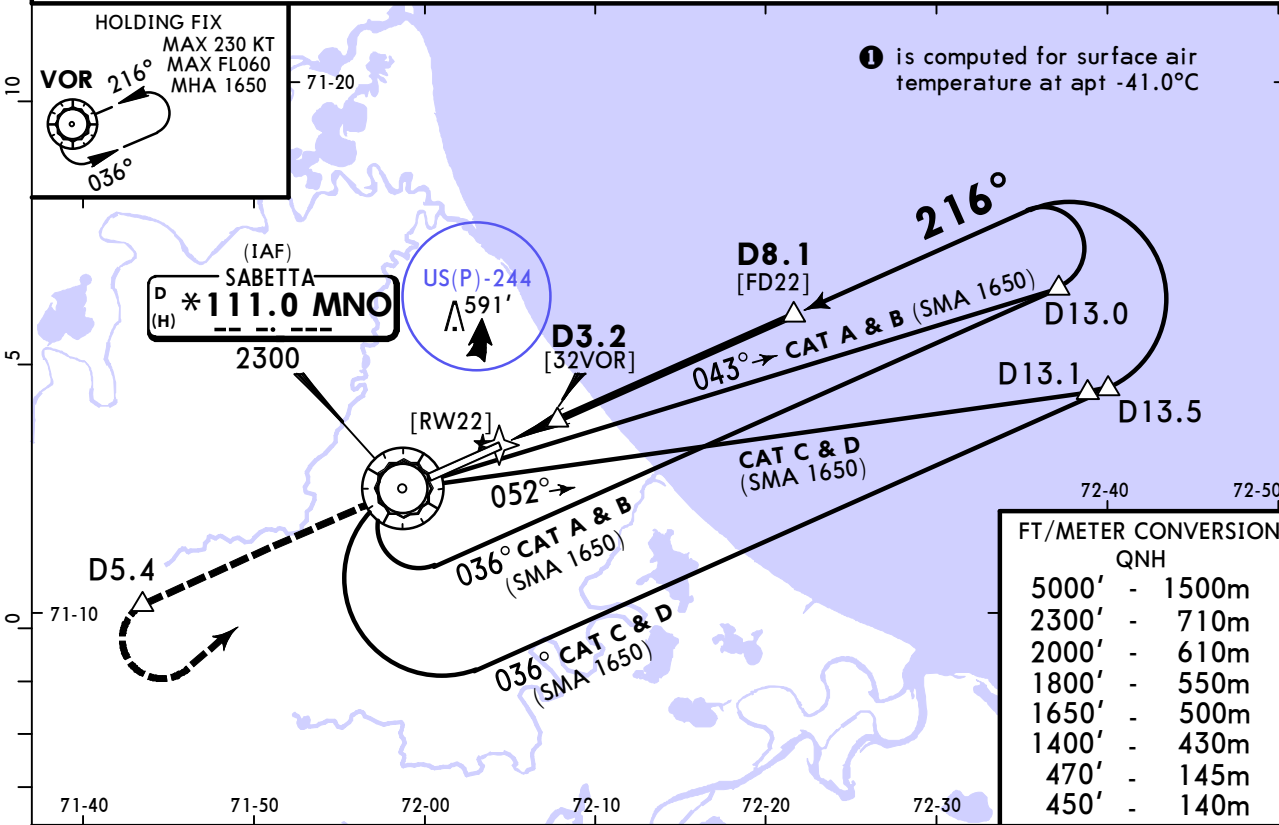 HOLDING FIX
MAX 230 KT
MAX FL060
MHA 1650
VOR
216°
036°
10
5
0
71-20
❶ is computed for surface air
temperature at apt -41.0°C
216°
(IAF)
SABETTA
D
(H)
*111.0 MNO
2300
US(P)-244
591'
D8.1
[FD22]
D3.2
[32VOR]
[RW22]
043° → CAT A & B (SMA 1650)
D13.0
D13.1
D13.5
CAT C & D
(SMA 1650)
052° →
036° CAT A & B
(SMA 1650)
036° CAT C & D
(SMA 1650)
D5.4
71-10
72-40
72-50
FT/METER CONVERSION
QNH
5000' - 1500m
2300' - 710m
2000' - 610m
1800' - 550m
1650' - 500m
1400' - 430m
470' - 145m
450' - 140m
71-40
71-50
72-00
72-10
72-20
72-30